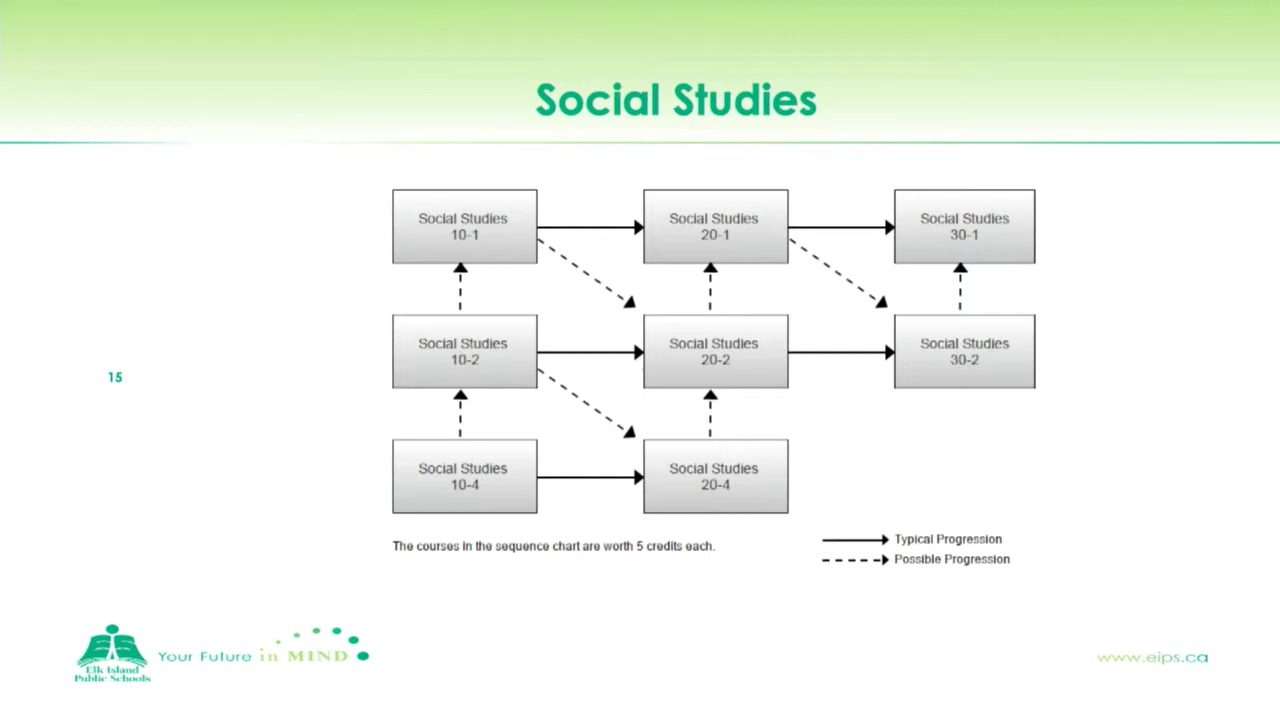 Social Studies
Social Studies
10-1
Social Studies
20-1
Social Studies
30-1
Social Studies
10-2
Social Studies
20-2
Social Studies
30-2
15
Social Studies
10-4
Social Studies
20-4
The courses in the sequence chart are worth 5 credits each.
Typical Progression
Possible Progression
Elk Island
Public Schools
Your Future in MIND
www.eips.ca